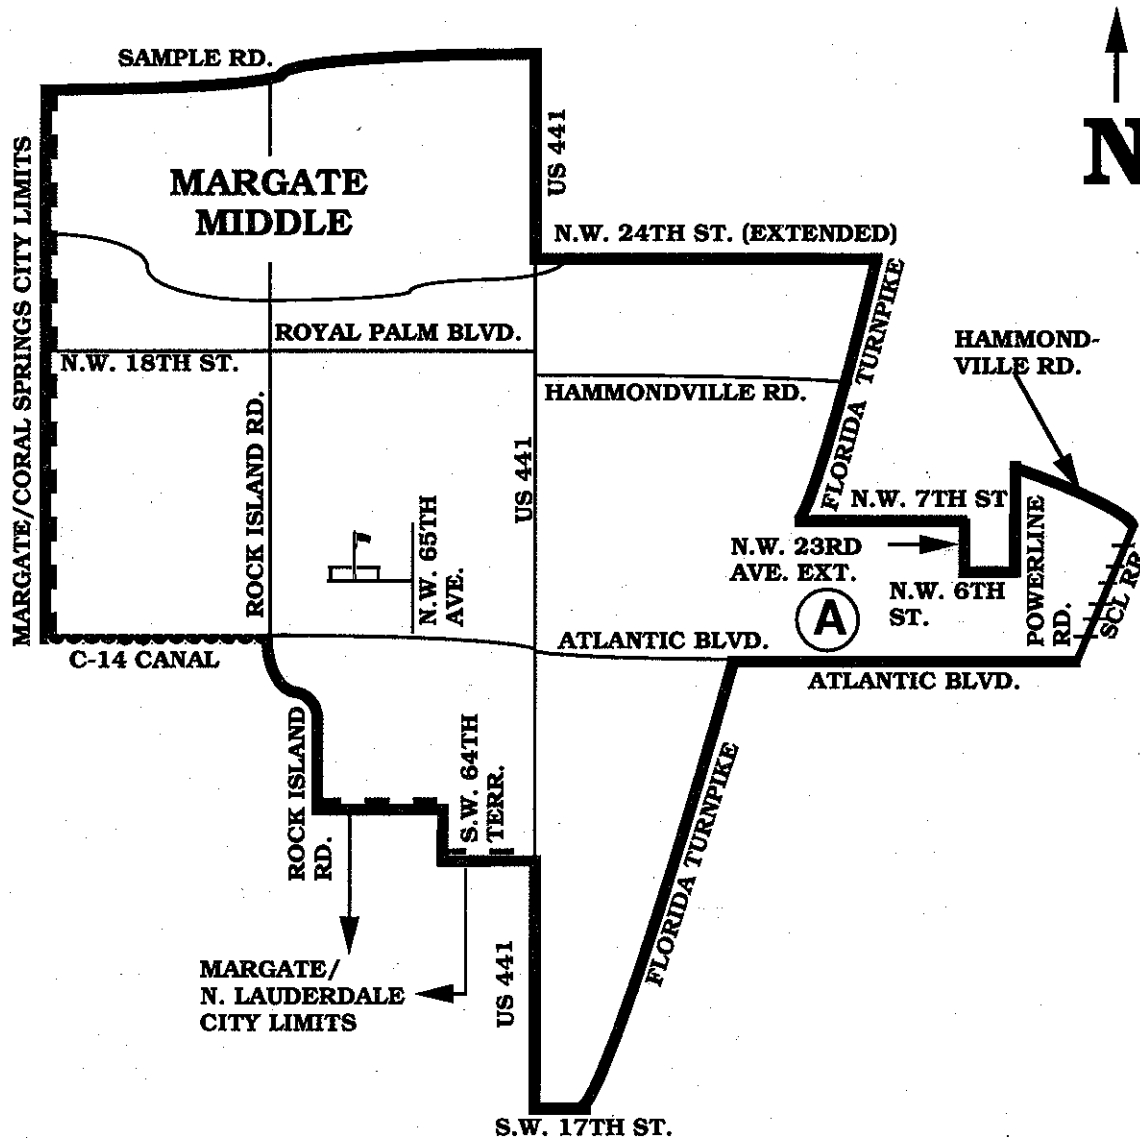 SAMPLE RD.
N
MARGATE/CORAL SPRINGS CITY LIMITS
US 441
MARGATE
MIDDLE
N.W. 24TH ST. (EXTENDED)
FLORIDA TURNPIKE
ROYAL PALM BLVD.
N.W. 18TH ST.
HAMMOND-
VILLE RD.
HAMMONDVILLE RD.
ROCK ISLAND RD.
US 441
N.W. 65TH
AVE.
N.W. 7TH ST
N.W. 23RD
AVE. EXT.
N.W. 6TH
ST.
POWERLINE
RD.
SCL RR
A
ATLANTIC BLVD.
C-14 CANAL
ATLANTIC BLVD.
ROCK ISLAND
RD.
S.W. 64TH
TERR.
FLORIDA TURNPIKE
MARGATE/
N. LAUDERDALE
CITY LIMITS
US 441
S.W. 17TH ST.